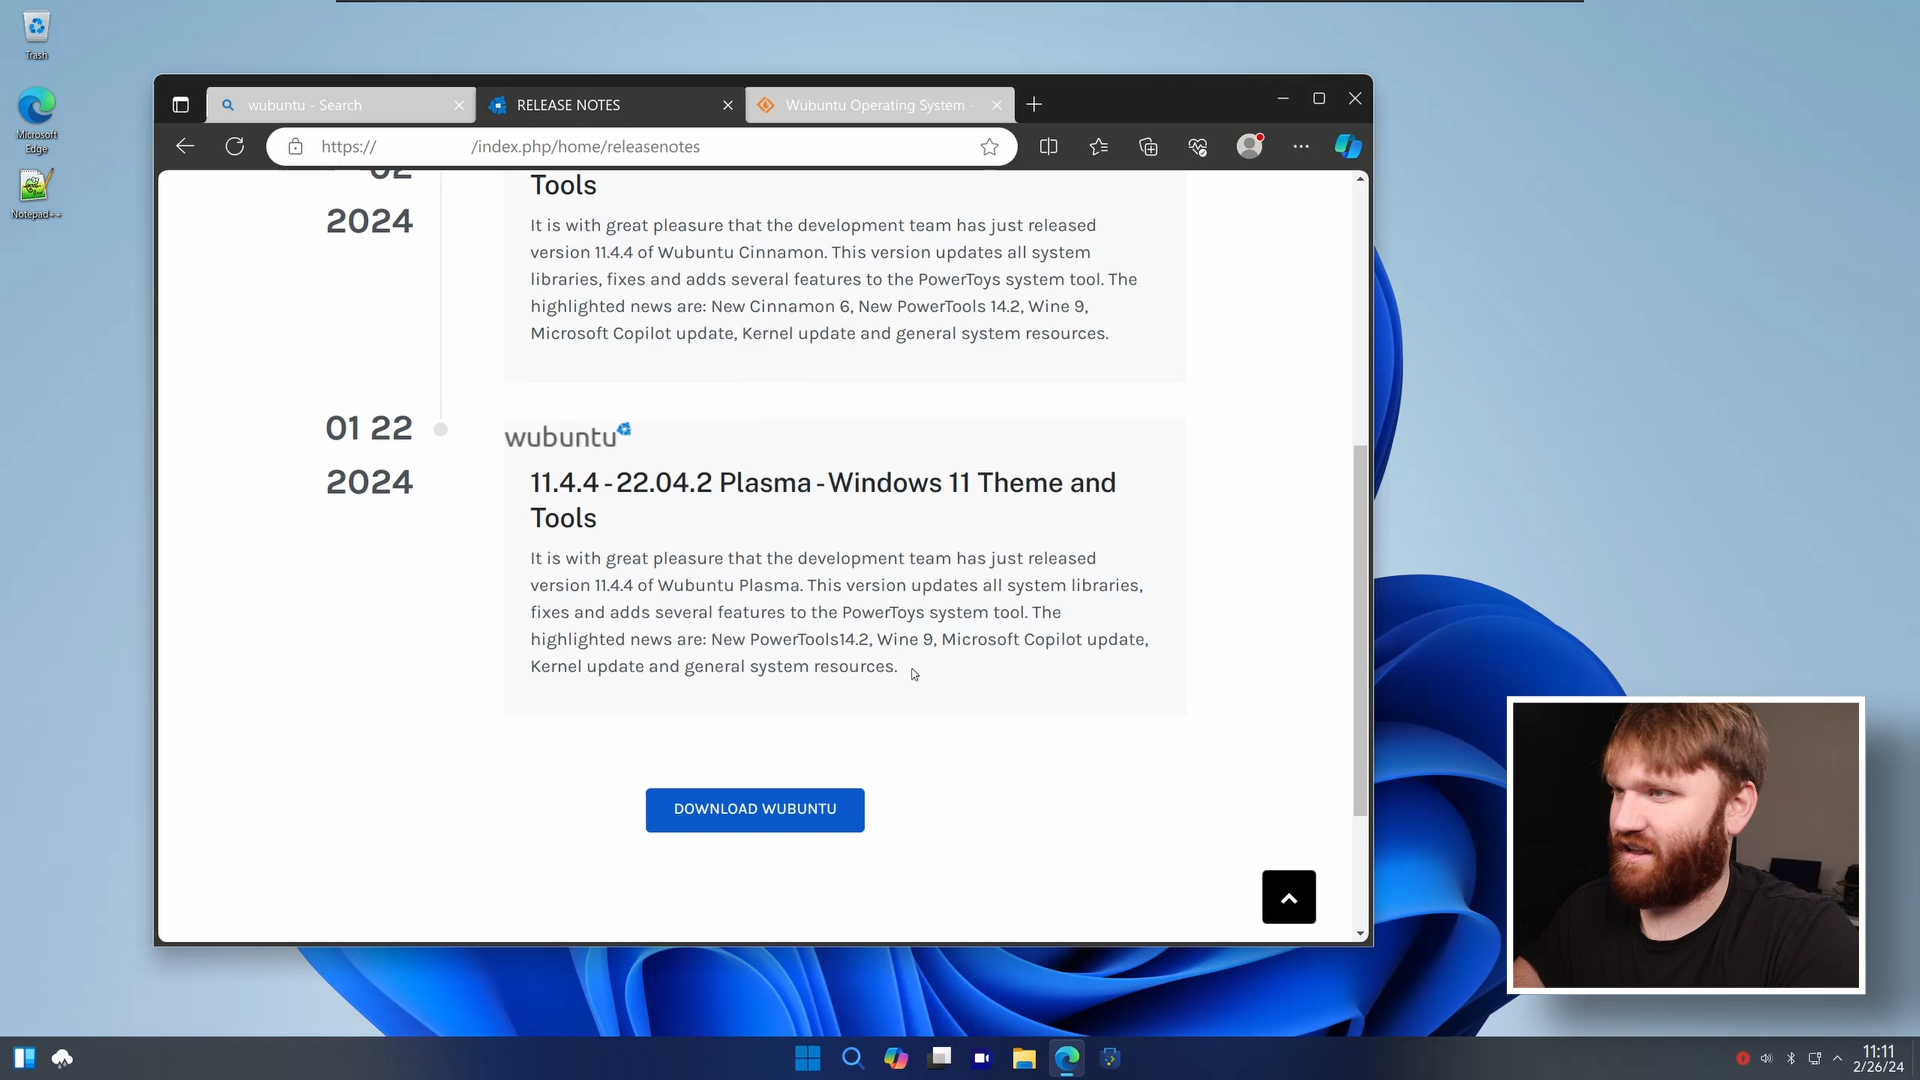 Trash
Microsoft
Edge
Notepad++
wubuntu - Search
RELEASE NOTES
Wubuntu Operating System -
https:// /index.php/home/releasenotes
02
2024
Tools
It is with great pleasure that the development team has just released
version 11.4.4 of Wubuntu Cinnamon. This version updates all system
libraries, fixes and adds several features to the PowerToys system tool. The
highlighted news are: New Cinnamon 6, New PowerTools 14.2, Wine 9,
Microsoft Copilot update, Kernel update and general system resources.
01 22
2024
wubuntu
11.4.4 - 22.04.2 Plasma - Windows 11 Theme and
Tools
It is with great pleasure that the development team has just released
version 11.4.4 of Wubuntu Plasma. This version updates all system libraries,
fixes and adds several features to the PowerToys system tool. The
highlighted news are: New PowerTools14.2, Wine 9, Microsoft Copilot update,
Kernel update and general system resources.
DOWNLOAD WUBUNTU
11:11
2/26/24